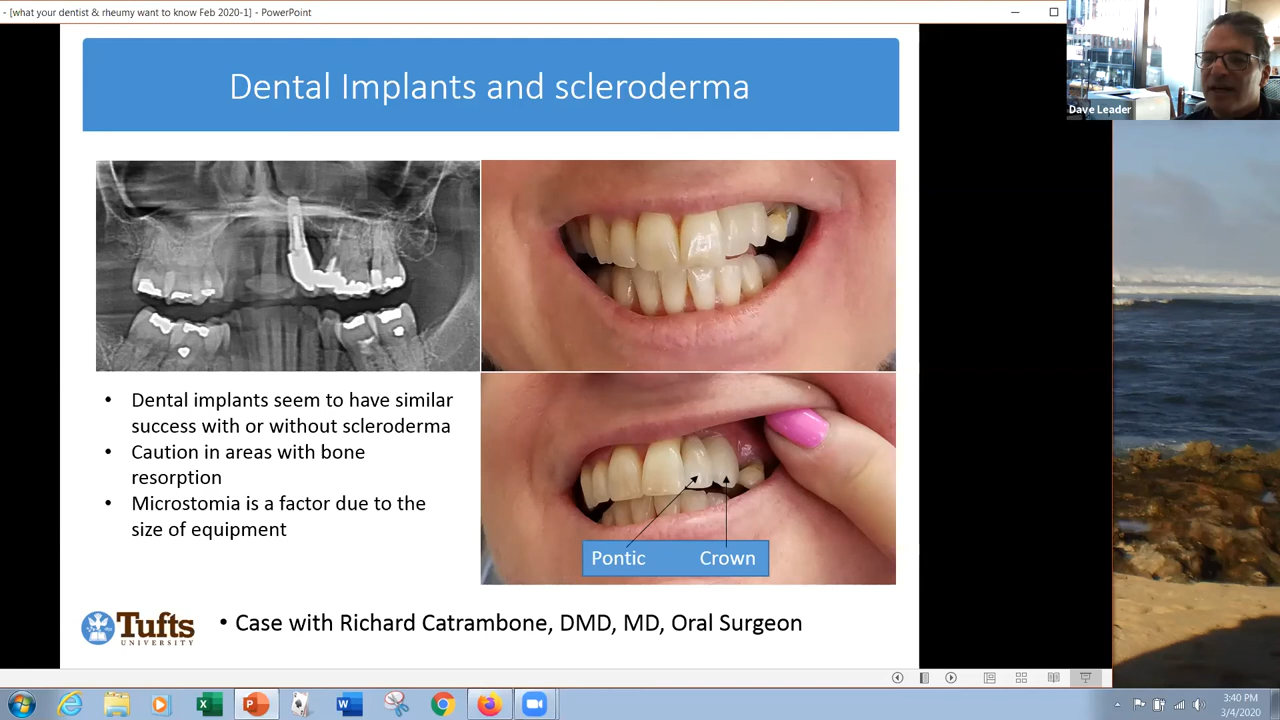 - [what your dentist & rheumy want to know Feb 2020-1] - PowerPoint
Dave Leader
Dental Implants and scleroderma
• Dental implants seem to have similar
success with or without scleroderma
• Caution in areas with bone
resorption
• Microstomia is a factor due to the
size of equipment
Pontic
Crown
Tufts
UNIVERSITY
• Case with Richard Catrambone, DMD, MD, Oral Surgeon
3:40 PM
3/4/2020